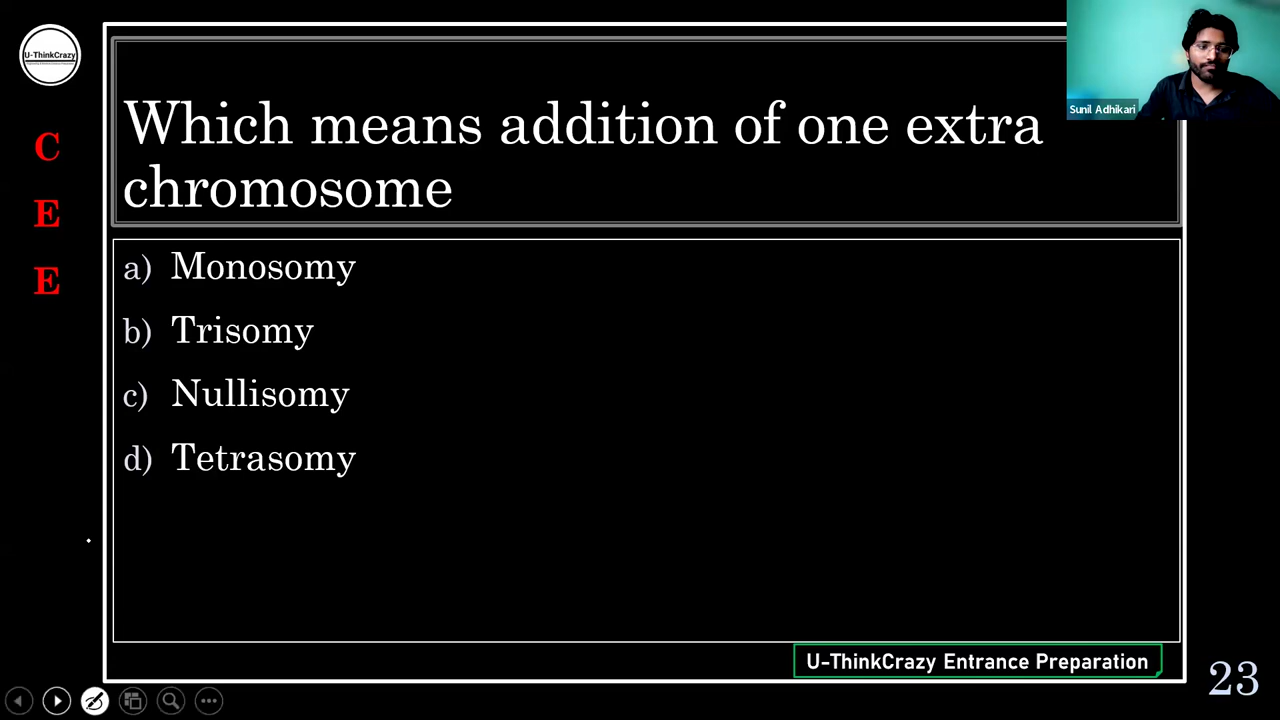 U-ThinkCrazy
C
E
E
Which means addition of one extra
chromosome
Sunil Adhikari
a) Monosomy
b) Trisomy
c) Nullisomy
d) Tetrasomy
U-ThinkCrazy Entrance Preparation
23